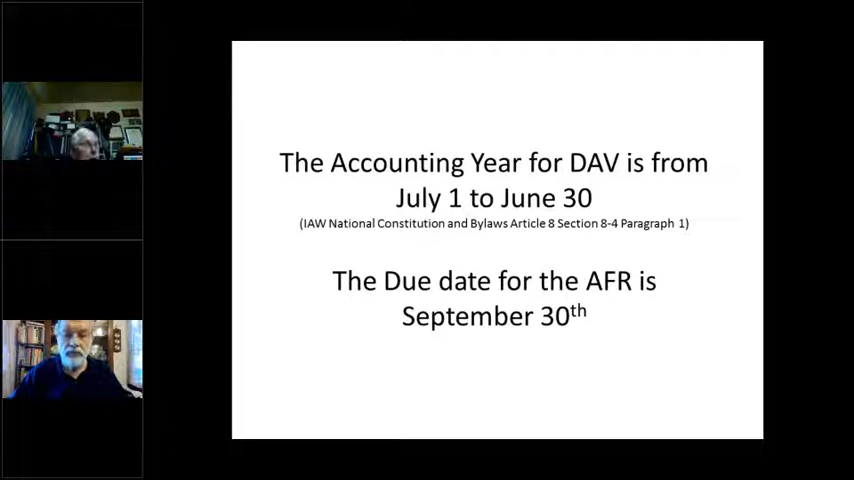 The Accounting Year for DAV is from
July 1 to June 30
(IAW National Constitution and Bylaws Article 8 Section 8-4 Paragraph 1)
The Due date for the AFR is
September 30th